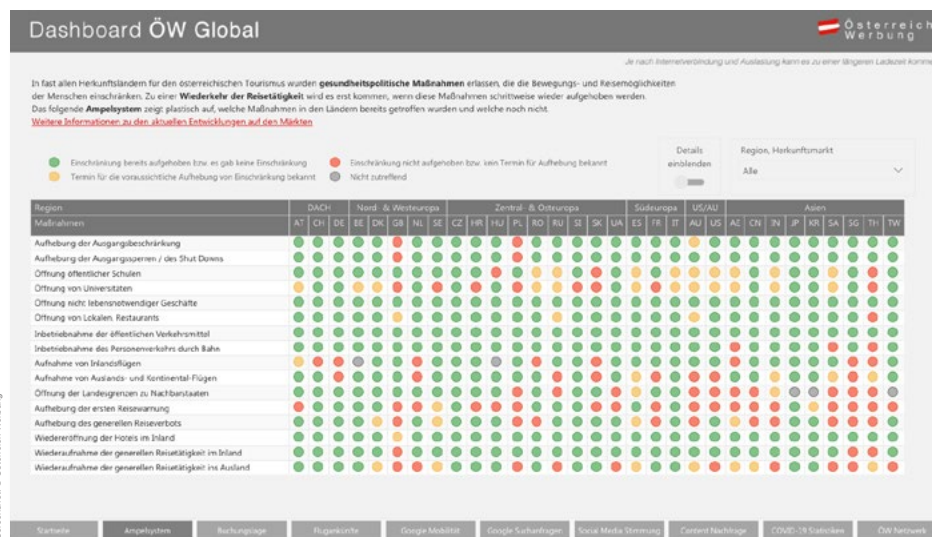 Dashboard ÖW Global
Österreich
Werbung
Je nach Internetverbindung und Auslastung kann es zu einer längeren Ladezeit komme
In fast allen Herkunftsländern für den österreichischen Tourismus wurden gesundheitspolitische Maßnahmen erlassen, die die Bewegungs- und Reisemöglichkeiten
der Menschen einschränken. Zu einer Wiederkehr der Reisetätigkeit wird es erst kommen, wenn diese Maßnahmen schrittweise wieder aufgehoben werden.
Das folgende Ampelsystem zeigt plastisch auf, welche Maßnahmen in den Ländern bereits getroffen wurden und welche noch nicht.
Weitere Informationen zu den aktuellen Entwicklungen auf den Märkten
Einschränkung bereits aufgehoben bzw. es gab keine Einschränkung
Einschränkung nicht aufgehoben bzw. kein Termin für Aufhebung bekannt
Termin für die voraussichtliche Aufhebung von Einschränkung bekannt
Nicht zutreffend
Details
einblenden
Region, Herkunftsmarkt
Alle
Region DACH Nord- & Westeuropa Zentral- & Osteuropa Südeuropa US/AU Asien
Maßnahmen AT CH DE BE DK GB NL SE CZ HR HU PL RO RU SI SK UA ES FR IT AU US AE CN IN JP KR SA SG TH TW
Aufhebung der Ausgangsbeschränkung
Aufhebung der Ausgangssperren / des Shut Downs
Öffnung öffentlicher Schulen
Öffnung von Universitäten
Öffnung nicht lebensnotwendiger Geschäfte
Öffnung von Lokalen, Restaurants
Inbetriebnahme der öffentlichen Verkehrsmittel
Inbetriebnahme des Personenverkehrs durch Bahn
Aufnahme von Inlandsflügen
Aufnahme von Auslands- und Kontinental-Flügen
Öffnung der Landesgrenzen zu Nachbarstaaten
Aufhebung der ersten Reisewarnung
Aufhebung des generellen Reiseverbots
Wiedereröffnung der Hotels im Inland
Wiederaufnahme der generellen Reisetätigkeit im Inland
Wiederaufnahme der generellen Reisetätigkeit ins Ausland
Startseite
Ampelsystem
Buchungslage
Flugankünfte
Google Mobilität
Google Suchanfragen
Social Media Stimmung
Content Nachfrage
COVID-19 Statistiken
ÖW Netzwerk